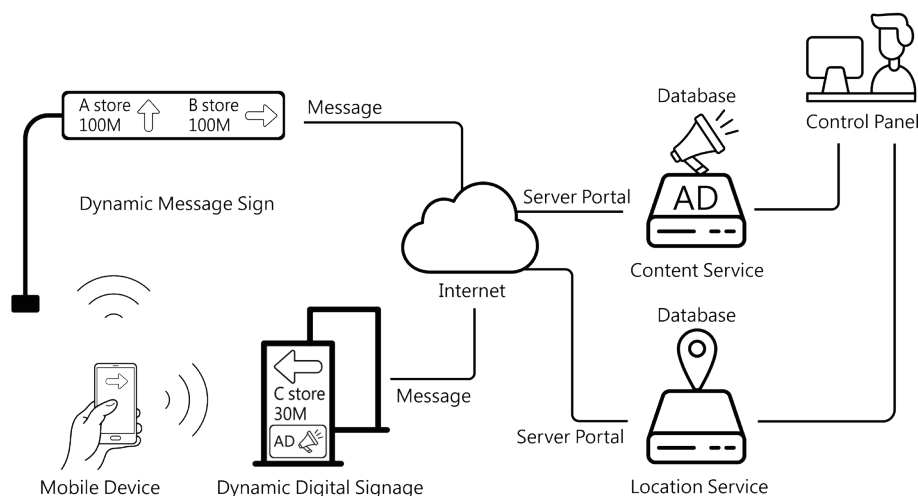 A store
100M
B store
100M
Message
Dynamic Message Sign
Database
Control Panel
Server Portal
AD
Content Service
Internet
Database
C store
30M
AD
Message
Server Portal
Mobile Device
Dynamic Digital Signage
Location Service